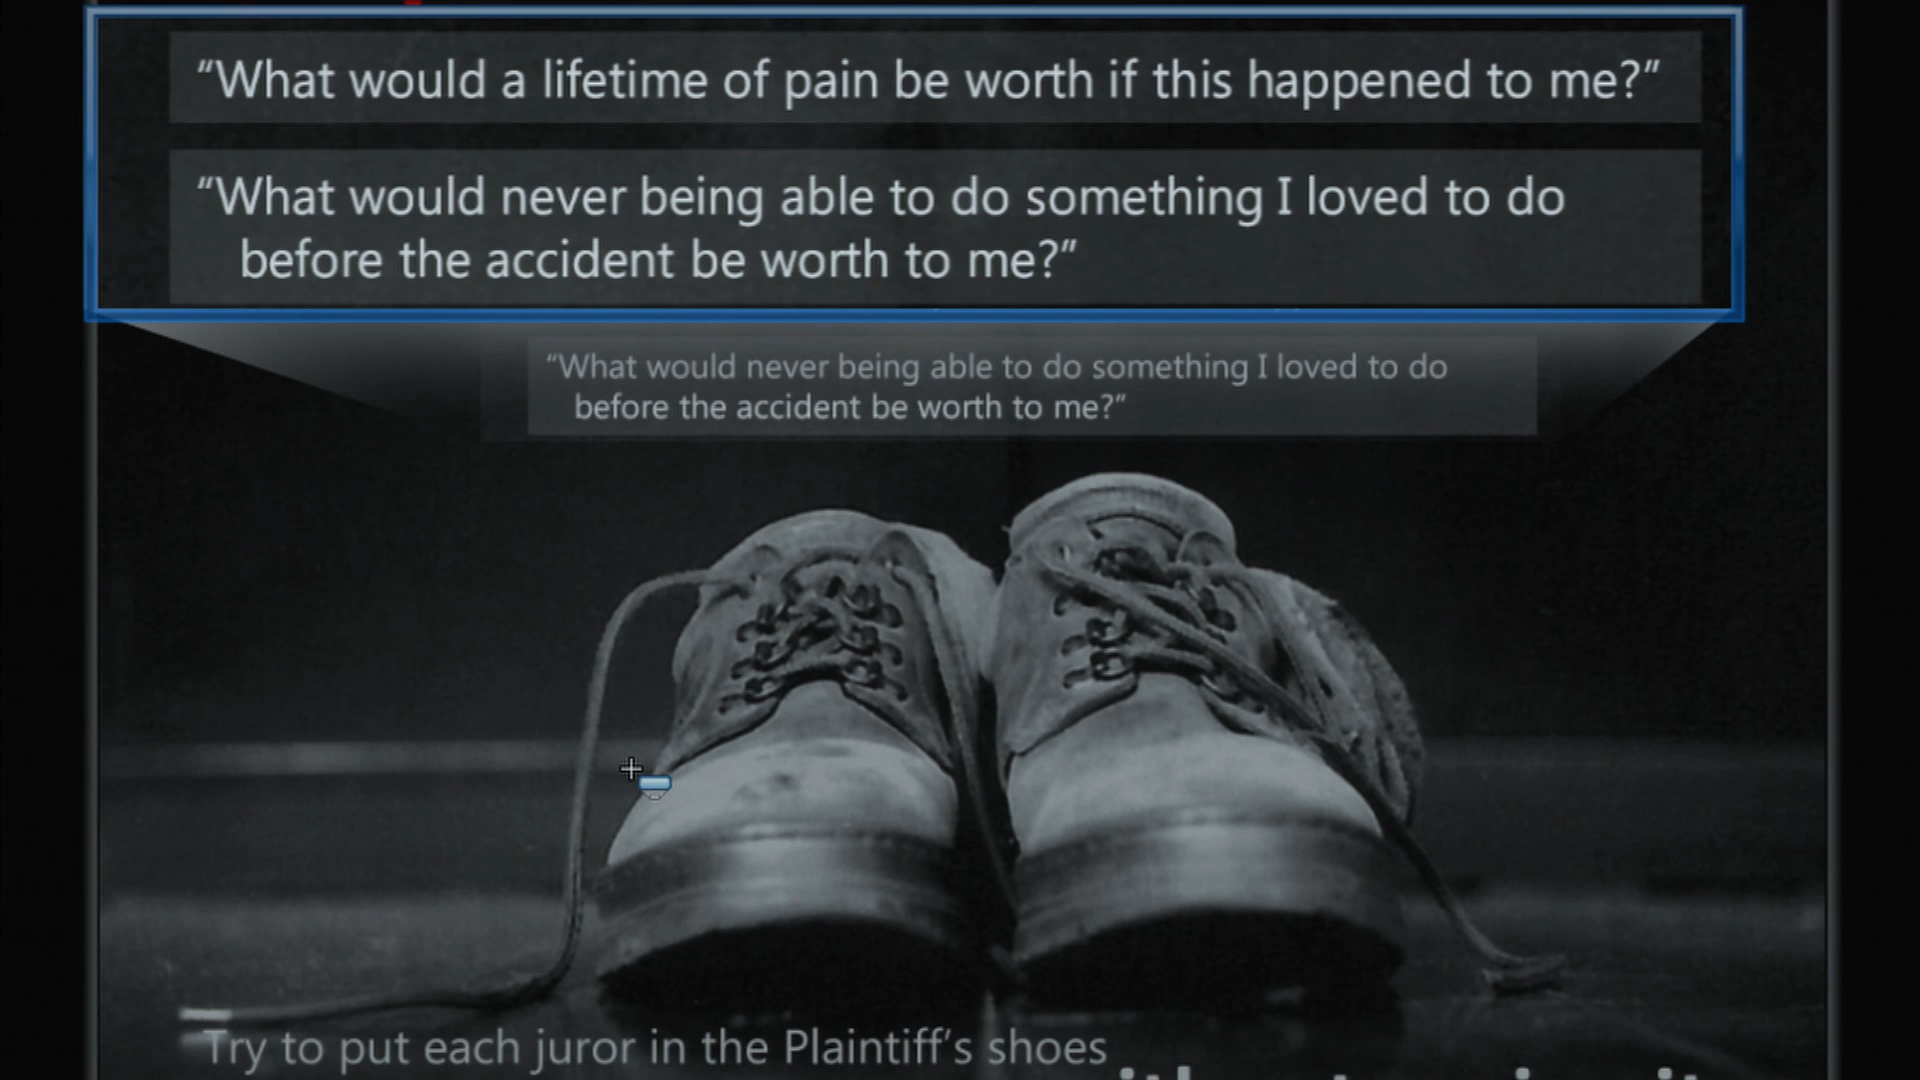 “What would a lifetime of pain be worth if this happened to me?”
“What would never being able to do something I loved to do
before the accident be worth to me?”
“What would never being able to do something I loved to do
before the accident be worth to me?”
Try to put each juror in the Plaintiff’s shoes